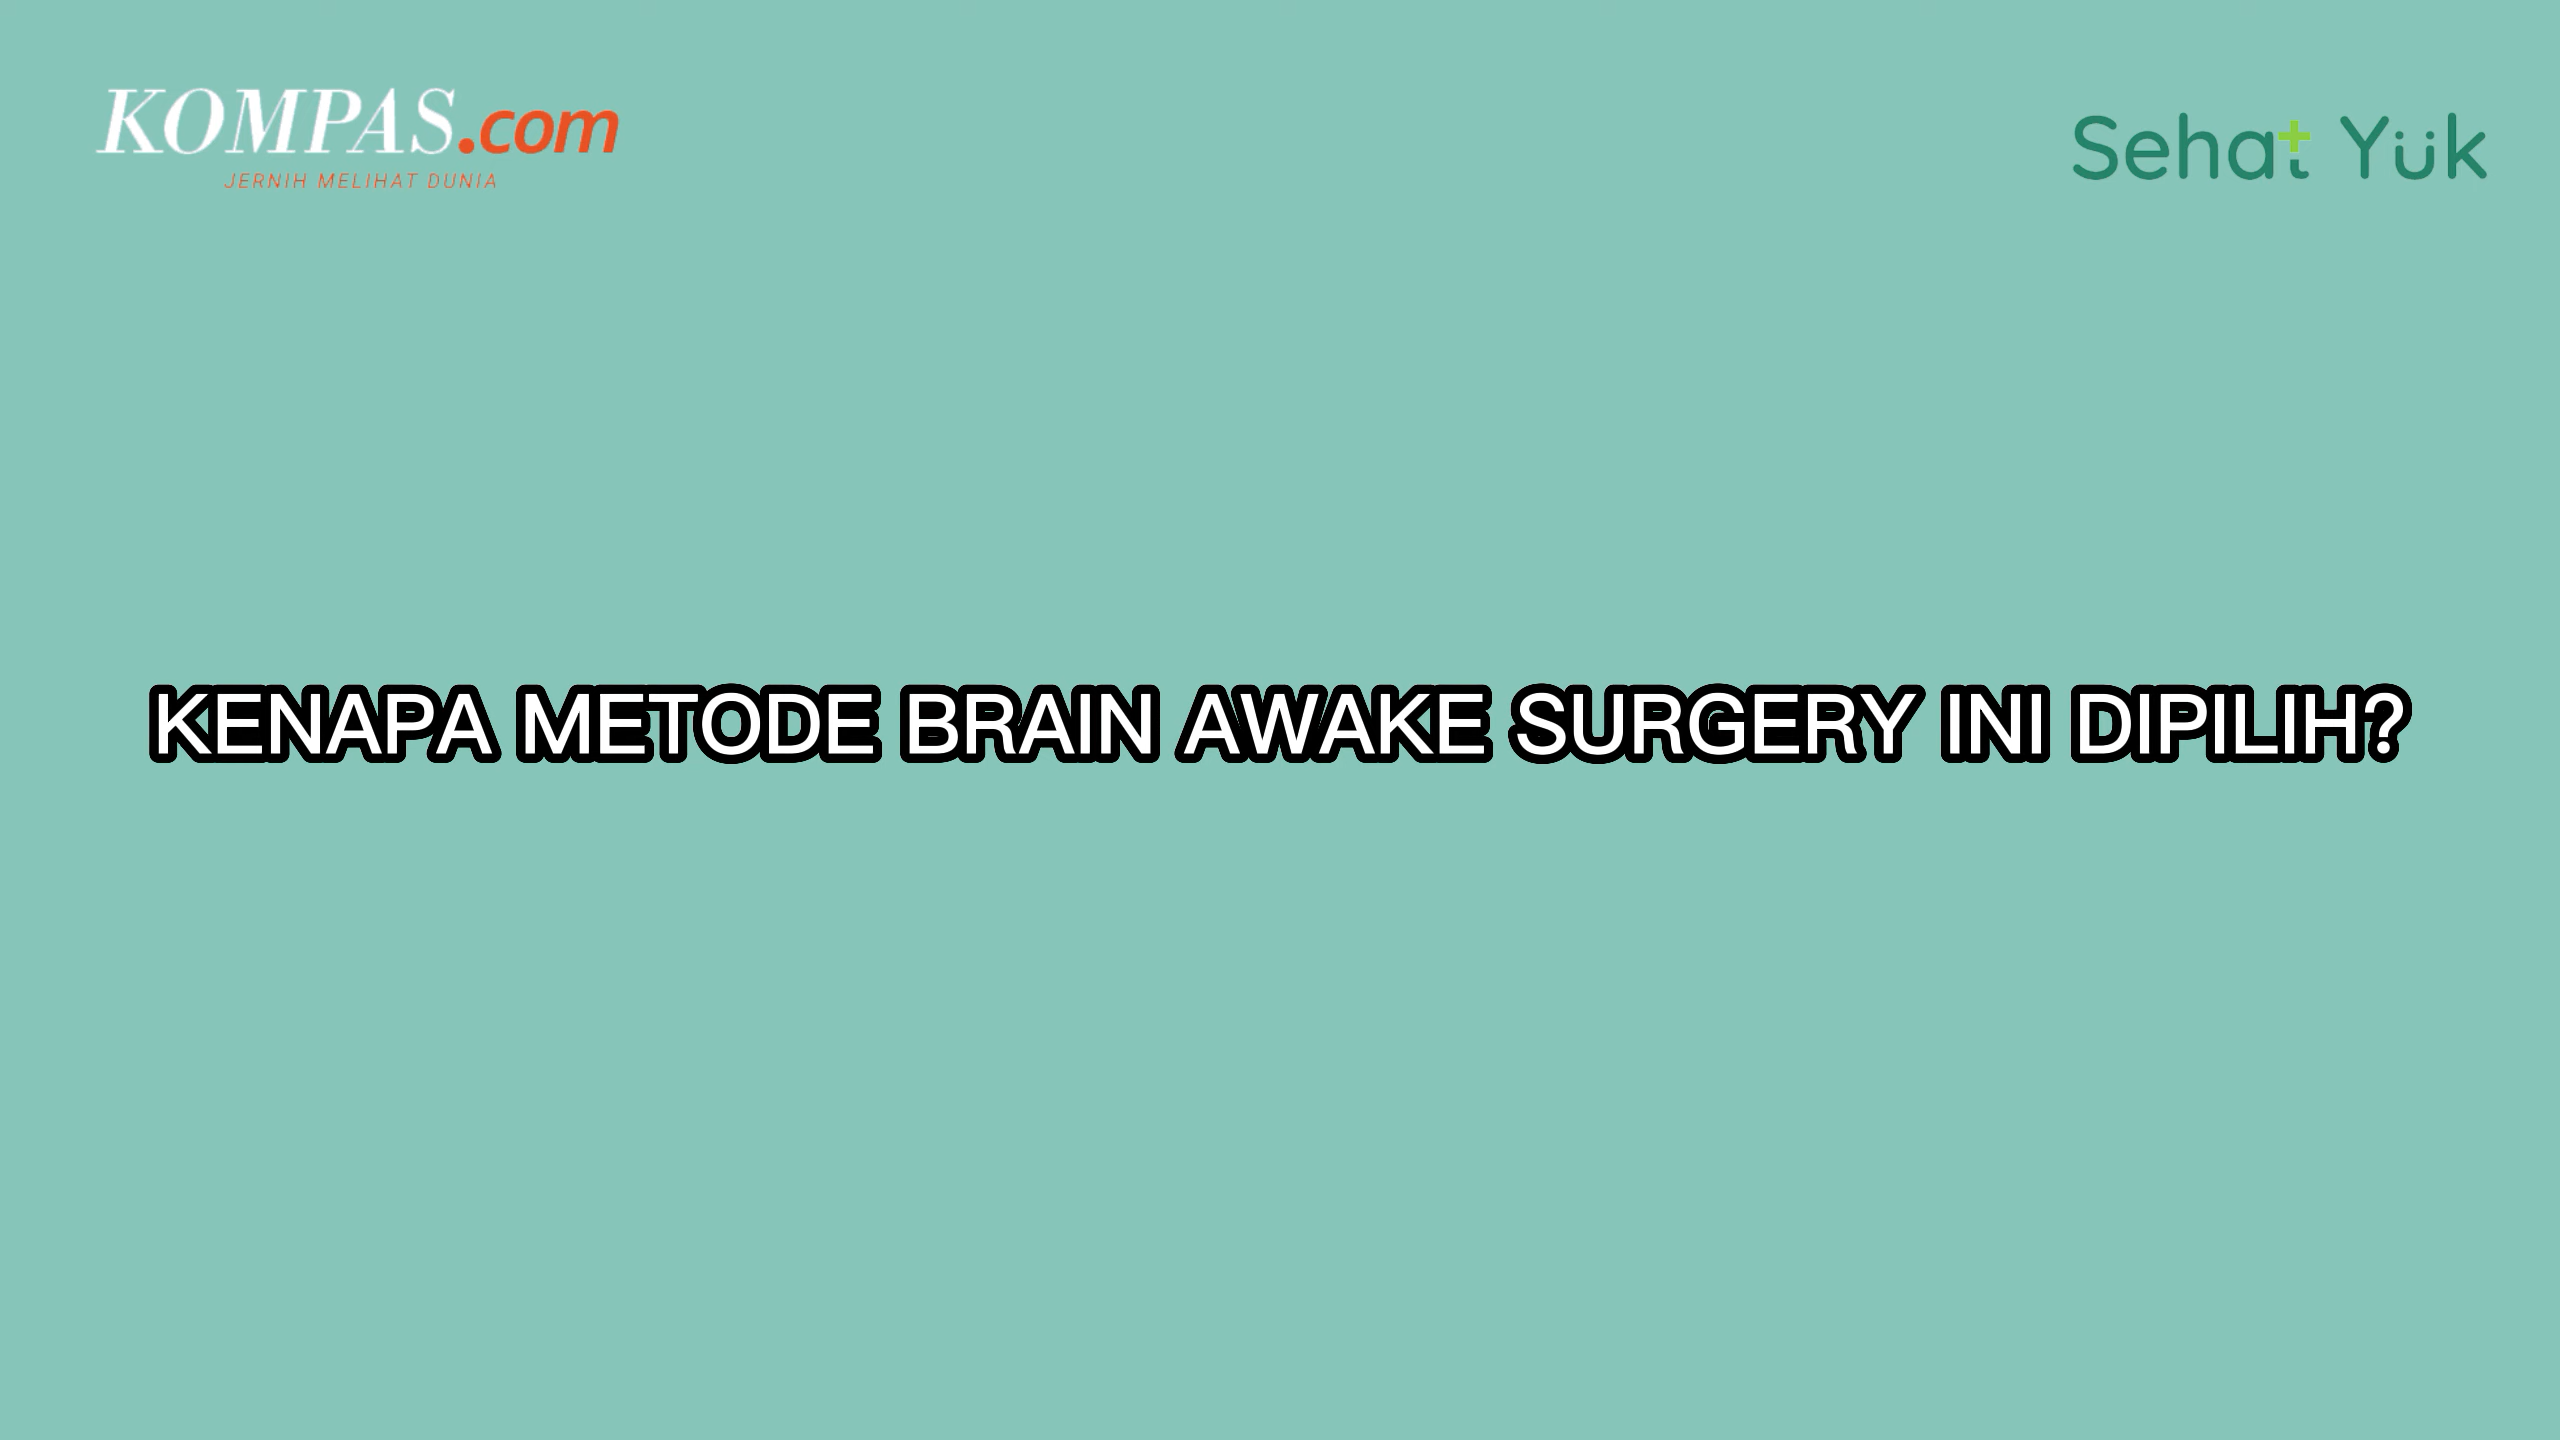 KOMPAS.com
JERNIH MELIHAT DUNIA
Sehat Yuk
KENAPA METODE BRAIN AWAKE SURGERY INI DIPILIH?